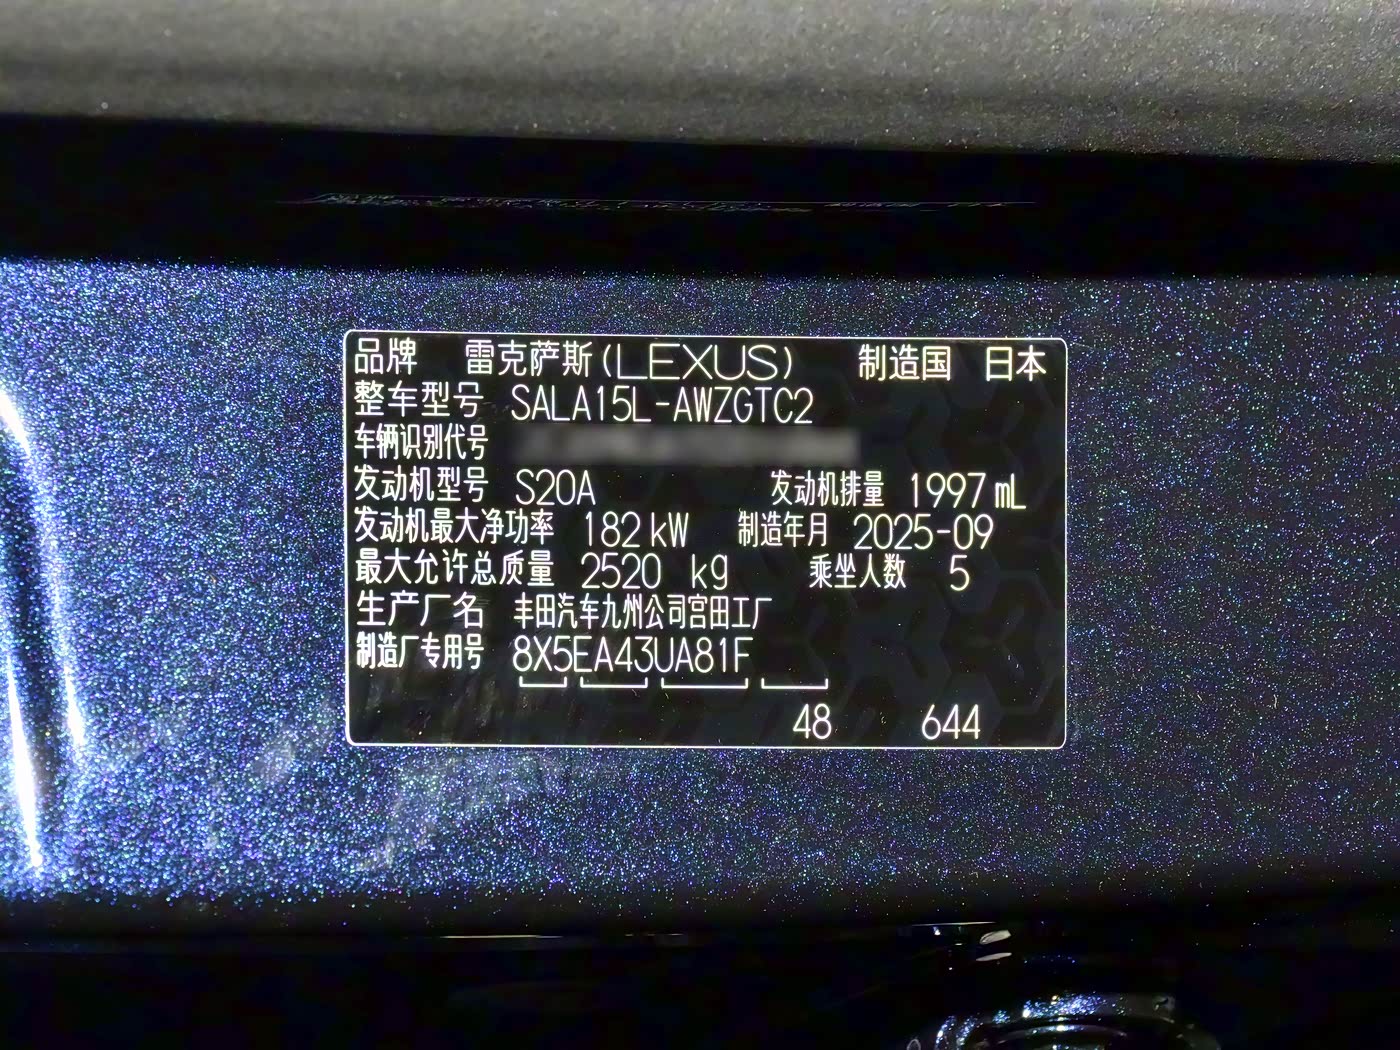 品牌 雷克萨斯(LEXUS) 制造国 日本
整车型号 SALA15L-AWZGTC2
车辆识别代号
发动机型号 S20A 发动机排量 1997mL
发动机最大净功率 182kW 制造年月 2025-09
最大允许总质量 2520 kg 乘坐人数 5
生产厂名 丰田汽车九州公司宫田工厂
制造厂专用号 8X5EA43UA81F
48 644